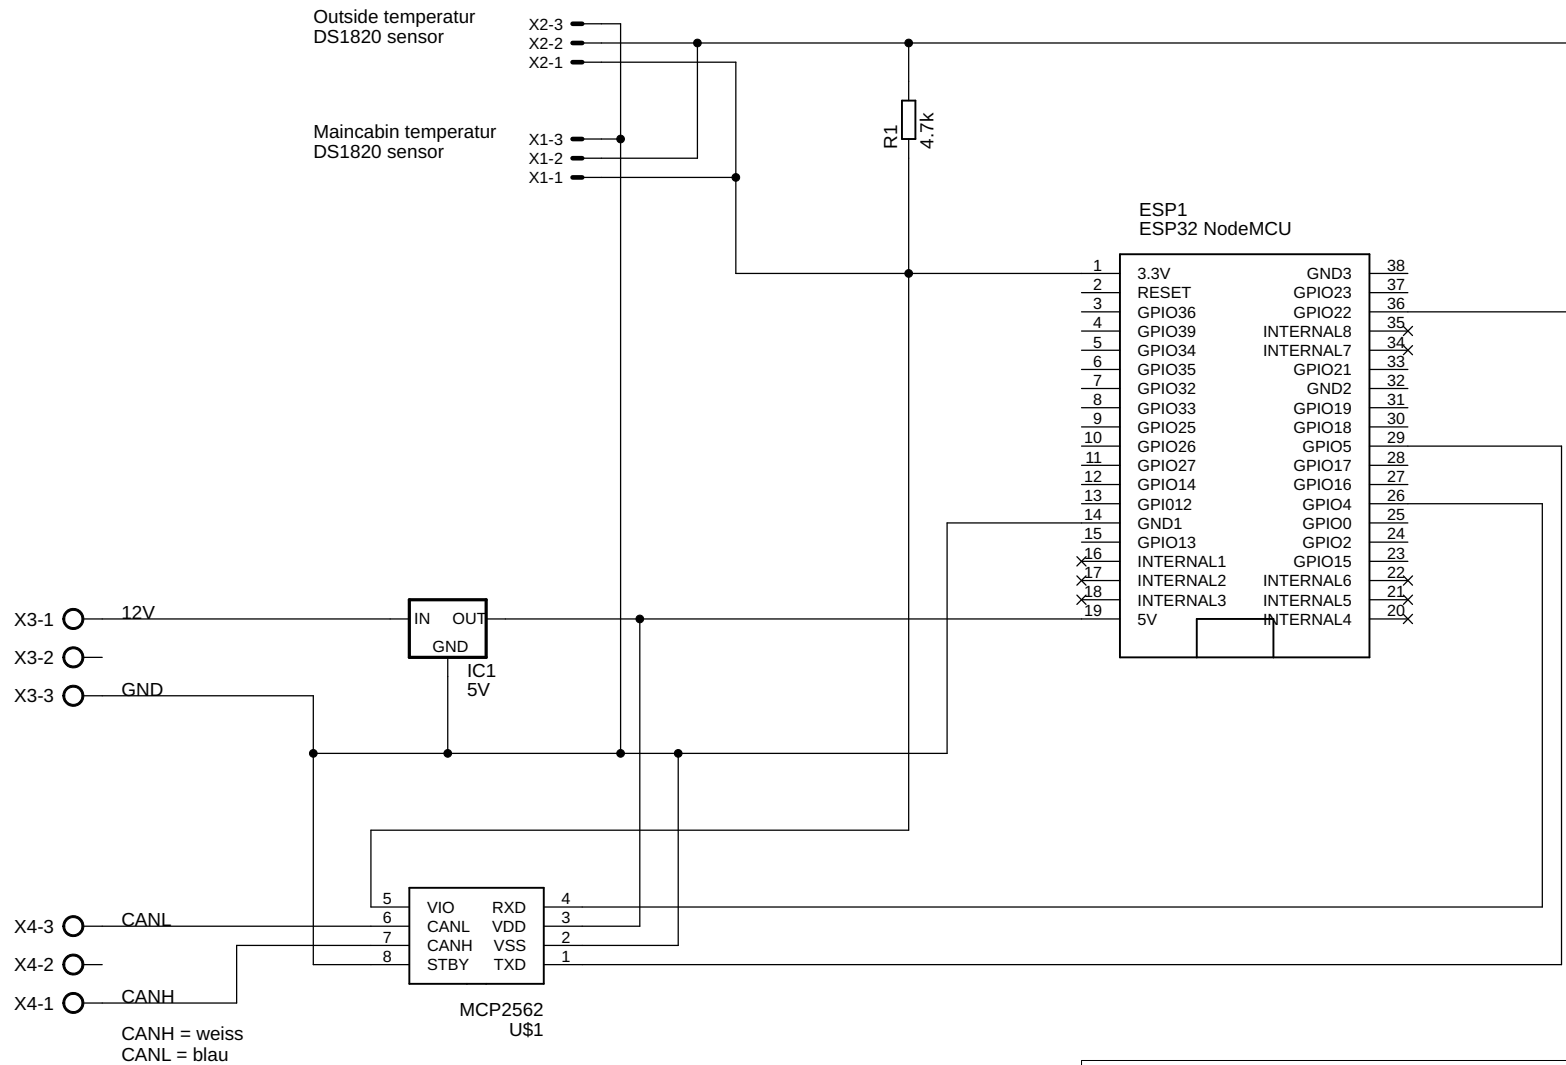 Outside temperatur
DS1820 sensor
X2-3
X2-2
X2-1
Maincabin temperatur
DS1820 sensor
X1-3
X1-2
X1-1
R1
4.7k
ESP1
ESP32 NodeMCU
1 3.3V GND3 38
2 RESET GPIO23 37
3 GPIO36 GPIO22 36
4 GPIO39 INTERNAL8 35
5 GPIO34 INTERNAL7 34
6 GPIO35 GPIO21 33
7 GPIO32 GND2 32
8 GPIO33 GPIO19 31
9 GPIO25 GPIO18 30
10 GPIO26 GPIO5 29
11 GPIO27 GPIO17 28
12 GPIO14 GPIO16 27
13 GPI012 GPIO4 26
14 GND1 GPIO0 25
15 GPIO13 GPIO2 24
16 INTERNAL1 GPIO15 23
17 INTERNAL2 INTERNAL6 22
18 INTERNAL3 INTERNAL5 21
19 5V INTERNAL4 20
X3-1 12V
X3-2
X3-3 GND
IN OUT
GND
IC1
5V
5 VIO RXD 4
X4-3 CANL 6 CANL VDD 3
7 CANH VSS 2
X4-2 8 STBY TXD 1
X4-1 CANH
MCP2562
U$1
CANH = weiss
CANL = blau